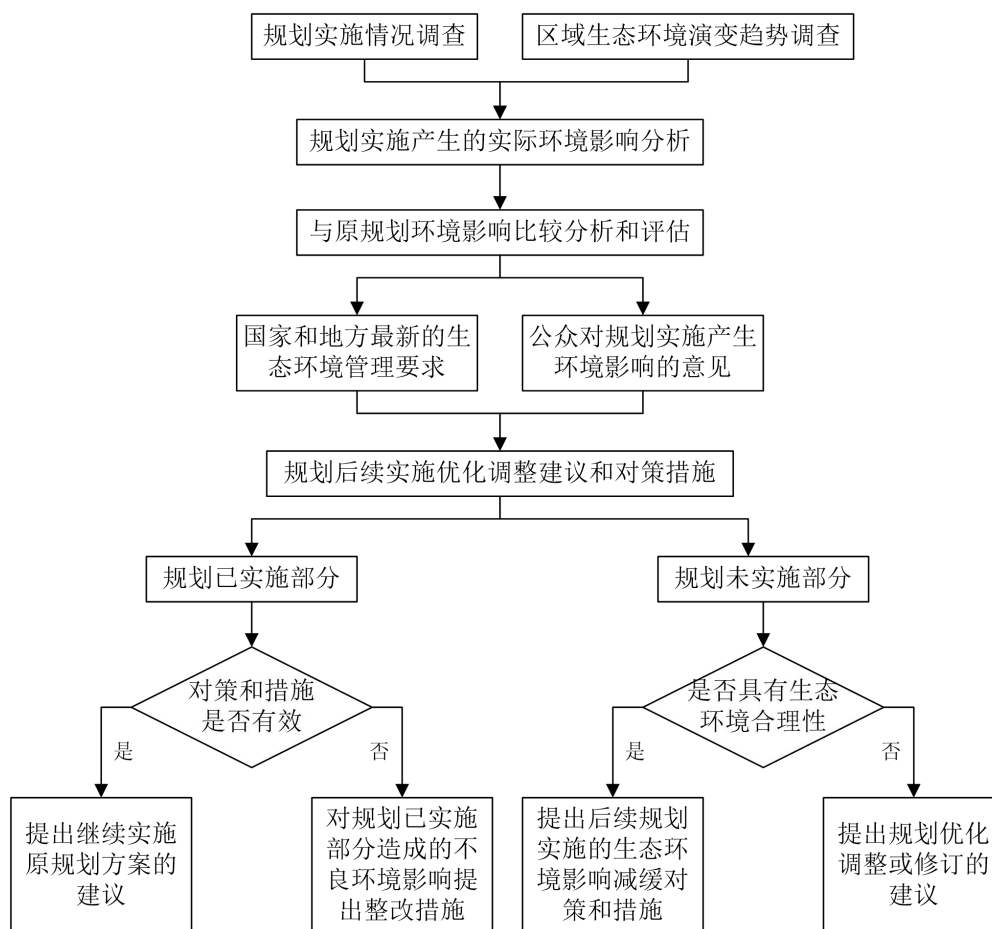 规划实施情况调查
区域生态环境演变趋势调查
规划实施产生的实际环境影响分析
与原规划环境影响比较分析和评估
国家和地方最新的生
态环境管理要求
公众对规划实施产生
环境影响的意见
规划后续实施优化调整建议和对策措施
规划已实施部分
规划未实施部分
对策和措施
是否有效
是否具有生态
环境合理性
是
否
是
否
提出继续实施
原规划方案的
建议
对规划已实施
部分造成的不
良环境影响提
出整改措施
提出后续规划
实施的生态环
境影响减缓对
策和措施
提出规划优化
调整或修订的
建议